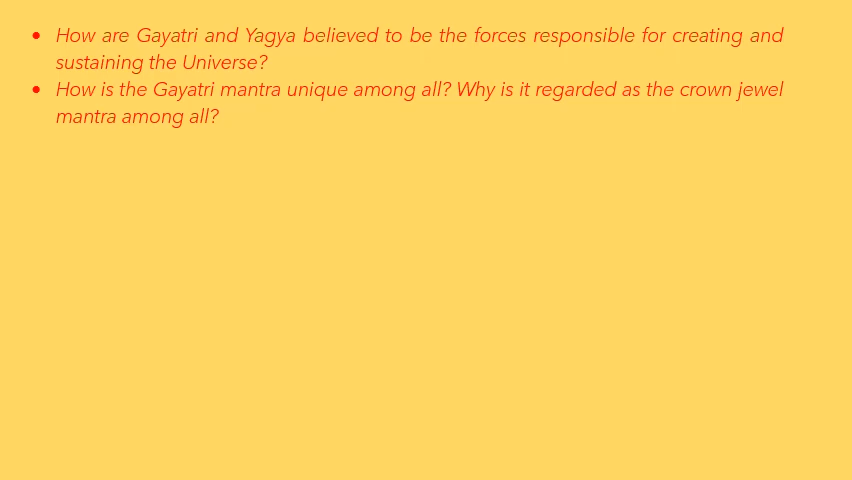 • How are Gayatri and Yagya believed to be the forces responsible for creating and
sustaining the Universe?
• How is the Gayatri mantra unique among all? Why is it regarded as the crown jewel
mantra among all?